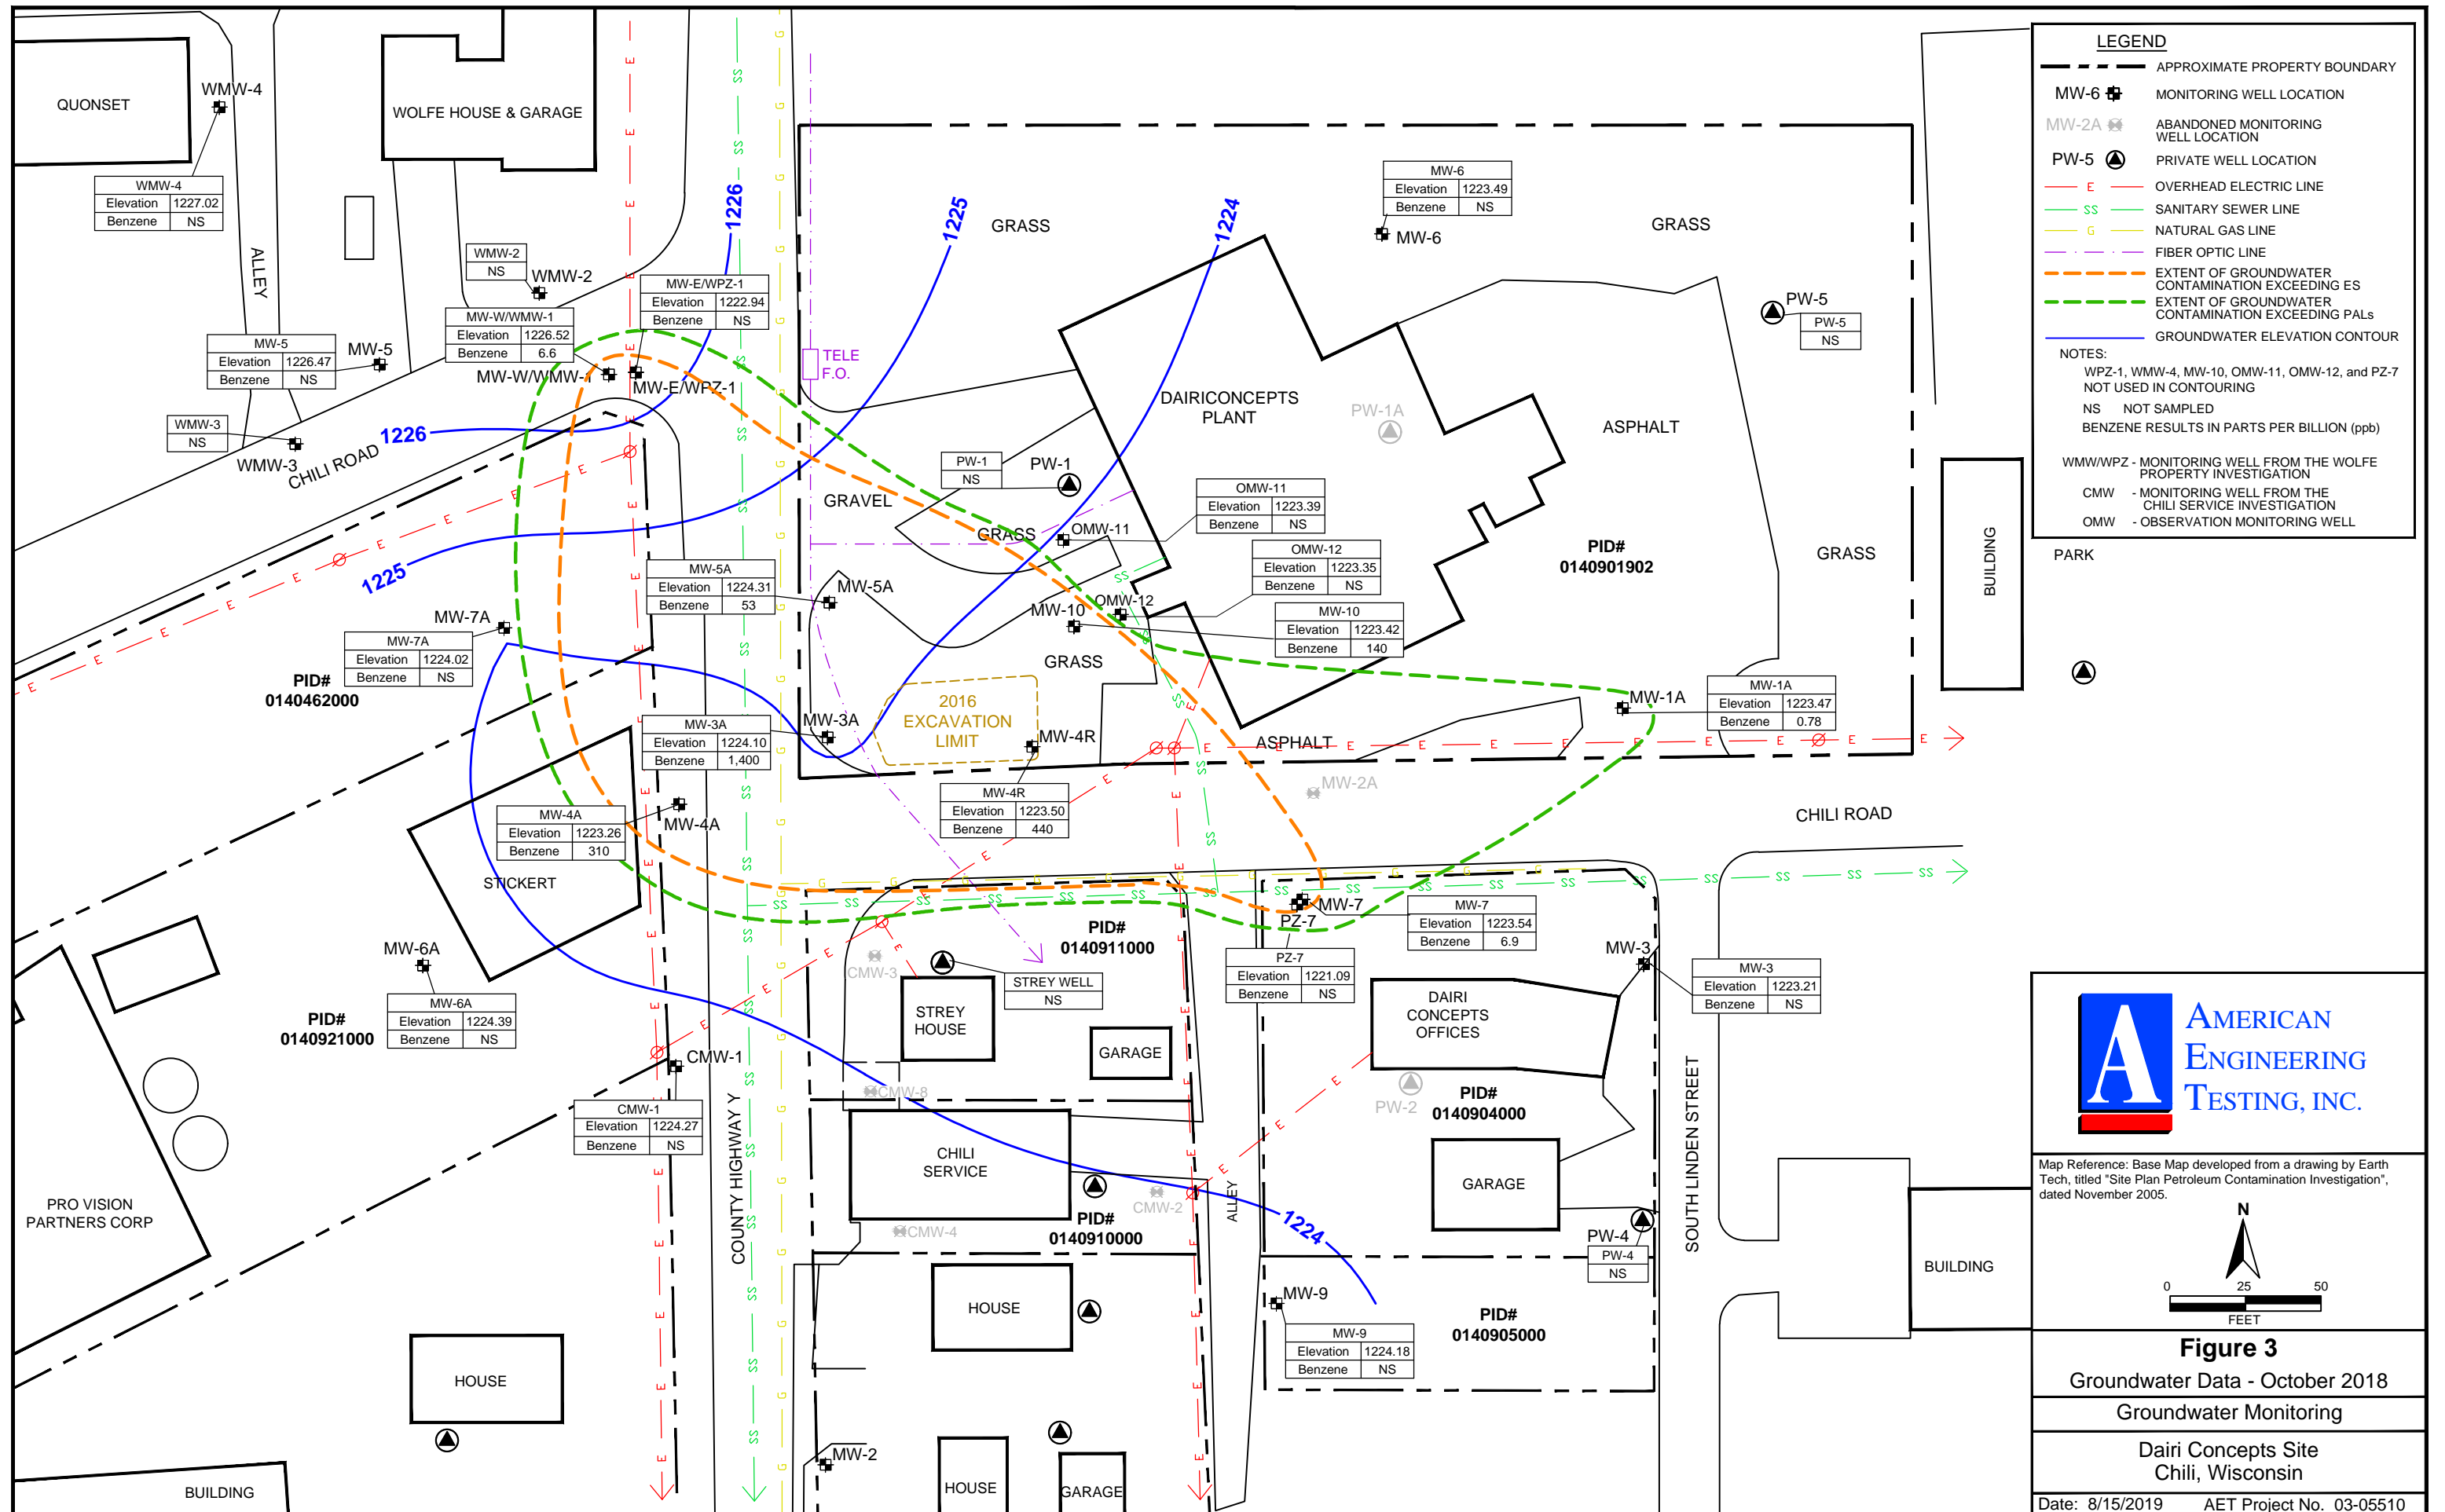 QUONSET
WMW-4
WMW-4
Elevation 1227.02
Benzene NS
WOLFE HOUSE & GARAGE
ALLEY
WMW-2
NS
WMW-2
MW-E/WPZ-1
Elevation 1222.94
Benzene NS
MW-W/WMW-1
Elevation 1226.52
Benzene 6.6
MW-W/WMW-1
MW-E/WPZ-1
MW-5
Elevation 1226.47
Benzene NS
MW-5
WMW-3
NS
WMW-3
CHILI ROAD
1226
1226
1225
1224
1225
GRASS
MW-6
Elevation 1223.49
Benzene NS
MW-6
GRASS
PW-5
PW-5
NS
TELE
F.O.
DAIRICONCEPTS
PLANT
PW-1A
ASPHALT
PW-1
NS
PW-1
GRAVEL
GRASS
OMW-11
OMW-11
Elevation 1223.39
Benzene NS
OMW-12
Elevation 1223.35
Benzene NS
OMW-12
PID#
0140901902
GRASS
BUILDING
PARK
MW-5A
Elevation 1224.31
Benzene 53
MW-5A
MW-10
MW-10
Elevation 1223.42
Benzene 140
GRASS
MW-7A
MW-7A
Elevation 1224.02
Benzene NS
PID#
0140462000
2016
EXCAVATION
LIMIT
MW-3A
MW-3A
Elevation 1224.10
Benzene 1,400
MW-4R
MW-4R
Elevation 1223.50
Benzene 440
ASPHALT
MW-1A
MW-1A
Elevation 1223.47
Benzene 0.78
MW-2A
CHILI ROAD
MW-4A
Elevation 1223.26
Benzene 310
MW-4A
STICKERT
MW-7
PZ-7
MW-7
Elevation 1223.54
Benzene 6.9
PZ-7
Elevation 1221.09
Benzene NS
PID#
0140911000
MW-6A
MW-6A
Elevation 1224.39
Benzene NS
PID#
0140921000
CMW-3
STREY WELL
NS
STREY
HOUSE
GARAGE
DAIRI
CONCEPTS
OFFICES
MW-3
MW-3
Elevation 1223.21
Benzene NS
CMW-1
CMW-1
Elevation 1224.27
Benzene NS
CMW-8
PW-2
PID#
0140904000
CHILI
SERVICE
CMW-2
CMW-4
PID#
0140910000
COUNTY HIGHWAY Y
ALLEY
SOUTH LINDEN STREET
GARAGE
1224
PW-4
PW-4
NS
PRO VISION
PARTNERS CORP
HOUSE
MW-9
MW-9
Elevation 1224.18
Benzene NS
PID#
0140905000
BUILDING
HOUSE
MW-2
HOUSE
GARAGE
BUILDING
LEGEND
APPROXIMATE PROPERTY BOUNDARY
MW-6 MONITORING WELL LOCATION
MW-2A ABANDONED MONITORING
WELL LOCATION
PW-5 PRIVATE WELL LOCATION
E OVERHEAD ELECTRIC LINE
SS SANITARY SEWER LINE
G NATURAL GAS LINE
FIBER OPTIC LINE
EXTENT OF GROUNDWATER
CONTAMINATION EXCEEDING ES
EXTENT OF GROUNDWATER
CONTAMINATION EXCEEDING PALs
GROUNDWATER ELEVATION CONTOUR
NOTES:
WPZ-1, WMW-4, MW-10, OMW-11, OMW-12, and PZ-7
NOT USED IN CONTOURING
NS NOT SAMPLED
BENZENE RESULTS IN PARTS PER BILLION (ppb)
WMW/WPZ - MONITORING WELL FROM THE WOLFE
PROPERTY INVESTIGATION
CMW - MONITORING WELL FROM THE
CHILI SERVICE INVESTIGATION
OMW - OBSERVATION MONITORING WELL
A
AMERICAN
ENGINEERING
TESTING, INC.
Map Reference: Base Map developed from a drawing by Earth
Tech, titled "Site Plan Petroleum Contamination Investigation",
dated November 2005.
N
0 25 50
FEET
Figure 3
Groundwater Data - October 2018
Groundwater Monitoring
Dairi Concepts Site
Chili, Wisconsin
Date: 8/15/2019 AET Project No. 03-05510